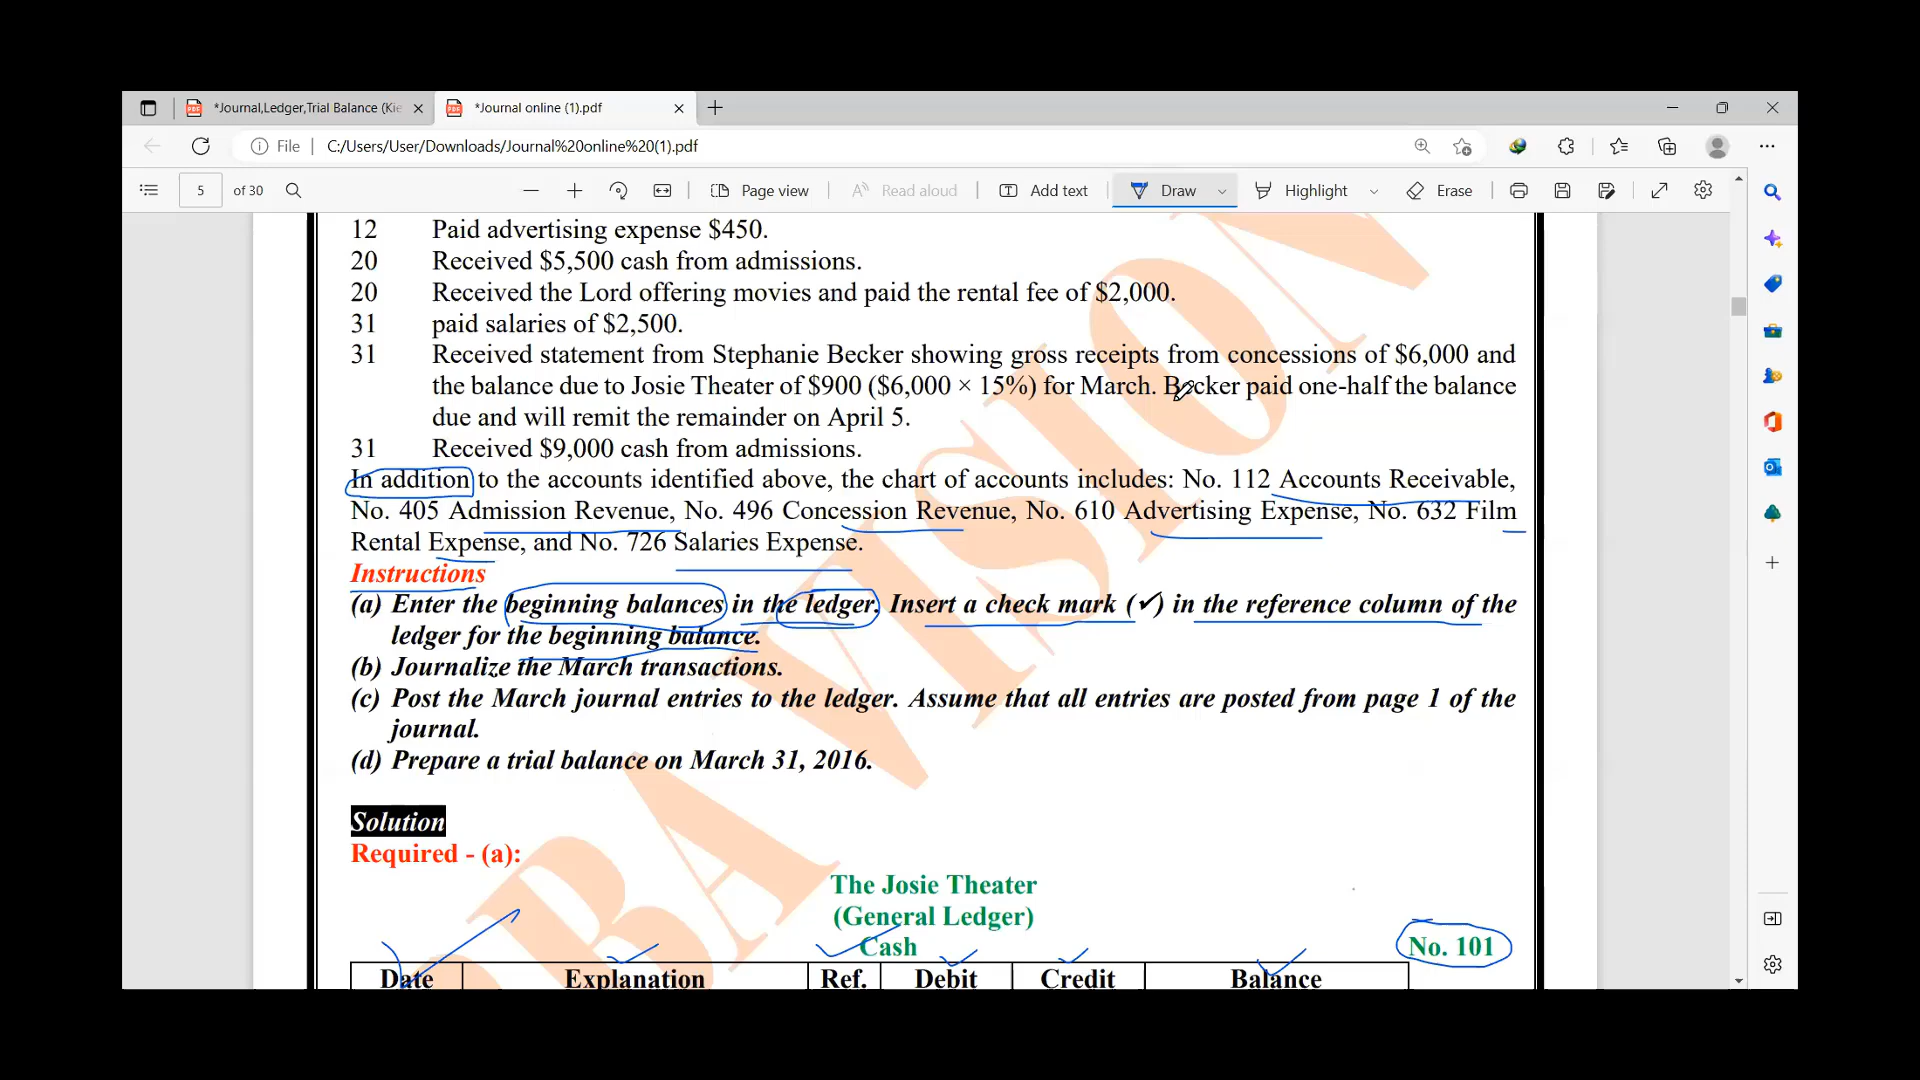 *Journal,Ledger,Trial Balance (Kie
*Journal online (1).pdf
File
C:/Users/User/Downloads/Journal%20online%20(1).pdf
5 of 30
Page view
Read aloud
Add text
Draw
Highlight
Erase
12 Paid advertising expense $450.
20 Received $5,500 cash from admissions.
20 Received the Lord offering movies and paid the rental fee of $2,000.
31 paid salaries of $2,500.
31 Received statement from Stephanie Becker showing gross receipts from concessions of $6,000 and
the balance due to Josie Theater of $900 ($6,000 × 15%) for March. Becker paid one-half the balance
due and will remit the remainder on April 5.
31 Received $9,000 cash from admissions.
In addition to the accounts identified above, the chart of accounts includes: No. 112 Accounts Receivable,
No. 405 Admission Revenue, No. 496 Concession Revenue, No. 610 Advertising Expense, No. 632 Film
Rental Expense, and No. 726 Salaries Expense.
Instructions
(a) Enter the beginning balances in the ledger. Insert a check mark (✓) in the reference column of the
ledger for the beginning balance.
(b) Journalize the March transactions.
(c) Post the March journal entries to the ledger. Assume that all entries are posted from page 1 of the
journal.
(d) Prepare a trial balance on March 31, 2016.
Solution
Required - (a):
The Josie Theater
(General Ledger)
Cash No. 101
Date Explanation Ref. Debit Credit Balance